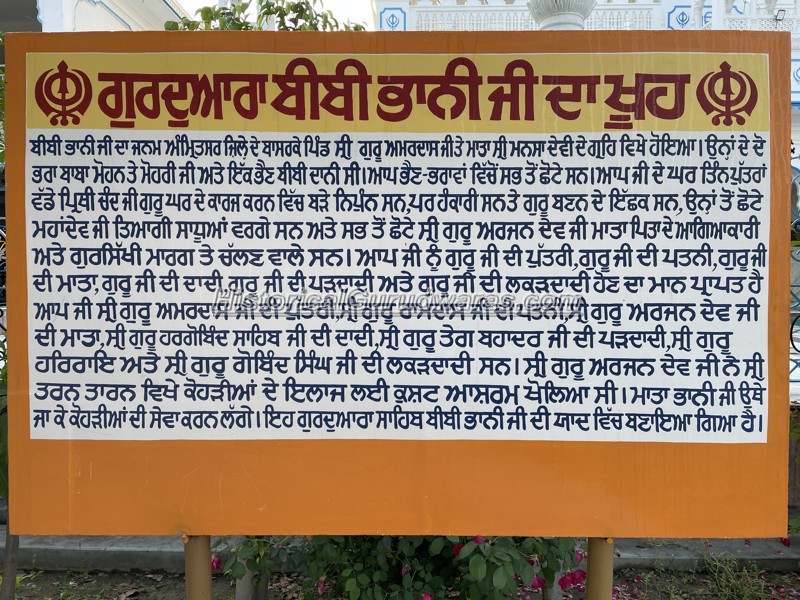 ਗੁਰਦੁਆਰਾ ਬੀਬੀ ਭਾਨੀ ਜੀ ਦਾ ਖੂਹ
ਬੀਬੀ ਭਾਨੀ ਜੀ ਦਾ ਜਨਮ ਅੰਮ੍ਰਿਤਸਰ ਜ਼ਿਲੇ ਦੇ ਬਾਸਰਕੇ ਪਿੰਡ ਸ੍ਰੀ ਗੁਰੂ ਅਮਰਦਾਸ ਜੀ ਤੇ ਮਾਤਾ ਸ੍ਰੀ ਮਨਸਾ ਦੇਵੀ ਦੇ ਗ੍ਰਹਿ ਵਿਖੇ ਹੋਇਆ। ਉਨ੍ਹਾਂ ਦੇ ਦੋ
ਭਰਾ ਬਾਬਾ ਮੋਹਨ ਤੇ ਮੋਹਰੀ ਜੀ ਅਤੇ ਇੱਕ ਭੈਣ ਬੀਬੀ ਦਾਨੀ ਸੀ। ਆਪ ਭੈਣ-ਭਰਾਵਾਂ ਵਿੱਚੋਂ ਸਭ ਤੋਂ ਛੋਟੇ ਸਨ। ਆਪ ਜੀ ਦੇ ਘਰ ਤਿੰਨ ਪੁੱਤਰਾਂ
ਵੱਡੇ ਪ੍ਰਿਥੀ ਚੰਦ ਜੀ ਗੁਰੂ ਘਰ ਦੇ ਕਾਰਜ ਕਰਨ ਵਿੱਚ ਬੜੇ ਨਿਪੁੰਨ ਸਨ,ਪਰ ਹੰਕਾਰੀ ਸਨ ਤੇ ਗੁਰੂ ਬਣਨ ਦੇ ਇੱਛਕ ਸਨ, ਉਨ੍ਹਾਂ ਤੋਂ ਛੋਟੇ
ਮਹਾਂਦੇਵ ਜੀ ਤਿਆਗੀ ਸਾਧੂਆਂ ਵਰਗੇ ਸਨ ਅਤੇ ਸਭ ਤੋਂ ਛੋਟੇ ਸ੍ਰੀ ਗੁਰੂ ਅਰਜਨ ਦੇਵ ਜੀ ਮਾਤਾ ਪਿਤਾ ਦੇ ਆਗਿਆਕਾਰੀ
ਅਤੇ ਗੁਰਸਿੱਖੀ ਮਾਰਗ ਤੇ ਚੱਲਣ ਵਾਲੇ ਸਨ। ਆਪ ਜੀ ਨੂੰ ਗੁਰੂ ਜੀ ਦੀ ਪੁੱਤਰੀ,ਗੁਰੂ ਜੀ ਦੀ ਪਤਨੀ,ਗੁਰੂ ਜੀ
ਦੀ ਮਾਤਾ, ਗੁਰੂ ਜੀ ਦੀ ਦਾਦੀ, ਗੁਰੂ ਜੀ ਦੀ ਪੜਦਾਦੀ ਅਤੇ ਗੁਰੂ ਜੀ ਦੀ ਲਕੜਦਾਦੀ ਹੋਣ ਦਾ ਮਾਨ ਪ੍ਰਾਪਤ ਹੈ
ਆਪ ਜੀ ਸ੍ਰੀ ਗੁਰੂ ਅਮਰਦਾਸ ਜੀ ਦੀ ਪੁੱਤਰੀ,ਸ੍ਰੀ ਗੁਰੂ ਰਾਮਦਾਸ ਜੀ ਦੀ ਪਤਨੀ,ਸ੍ਰੀ ਗੁਰੂ ਅਰਜਨ ਦੇਵ ਜੀ
ਦੀ ਮਾਤਾ,ਸ੍ਰੀ ਗੁਰੂ ਹਰਗੋਬਿੰਦ ਸਾਹਿਬ ਜੀ ਦੀ ਦਾਦੀ, ਸ੍ਰੀ ਗੁਰੂ ਤੇਗ ਬਹਾਦਰ ਜੀ ਦੀ ਪੜਦਾਦੀ,ਸ੍ਰੀ ਗੁਰੂ
ਹਰਿਰਾਇ ਅਤੇ ਸ੍ਰੀ ਗੁਰੂ ਗੋਬਿੰਦ ਸਿੰਘ ਜੀ ਦੀ ਲਕੜਦਾਦੀ ਸਨ। ਸ੍ਰੀ ਗੁਰੂ ਅਰਜਨ ਦੇਵ ਜੀ ਨੇ ਸ੍ਰੀ
ਤਰਨ ਤਾਰਨ ਵਿਖੇ ਕੋਹੜੀਆਂ ਦੇ ਇਲਾਜ ਲਈ ਕੁਸ਼ਟ ਆਸ਼ਰਮ ਖੋਲਿਆ ਸੀ। ਮਾਤਾ ਭਾਨੀ ਜੀ ਉੱਥੇ
ਜਾ ਕੇ ਕੋਹੜੀਆਂ ਦੀ ਸੇਵਾ ਕਰਨ ਲੱਗੇ। ਇਹ ਗੁਰਦੁਆਰਾ ਸਾਹਿਬ ਬੀਬੀ ਭਾਨੀ ਜੀ ਦੀ ਯਾਦ ਵਿੱਚ ਬਣਾਇਆ ਗਿਆ ਹੈ।
HistoricalGurudwaras.com